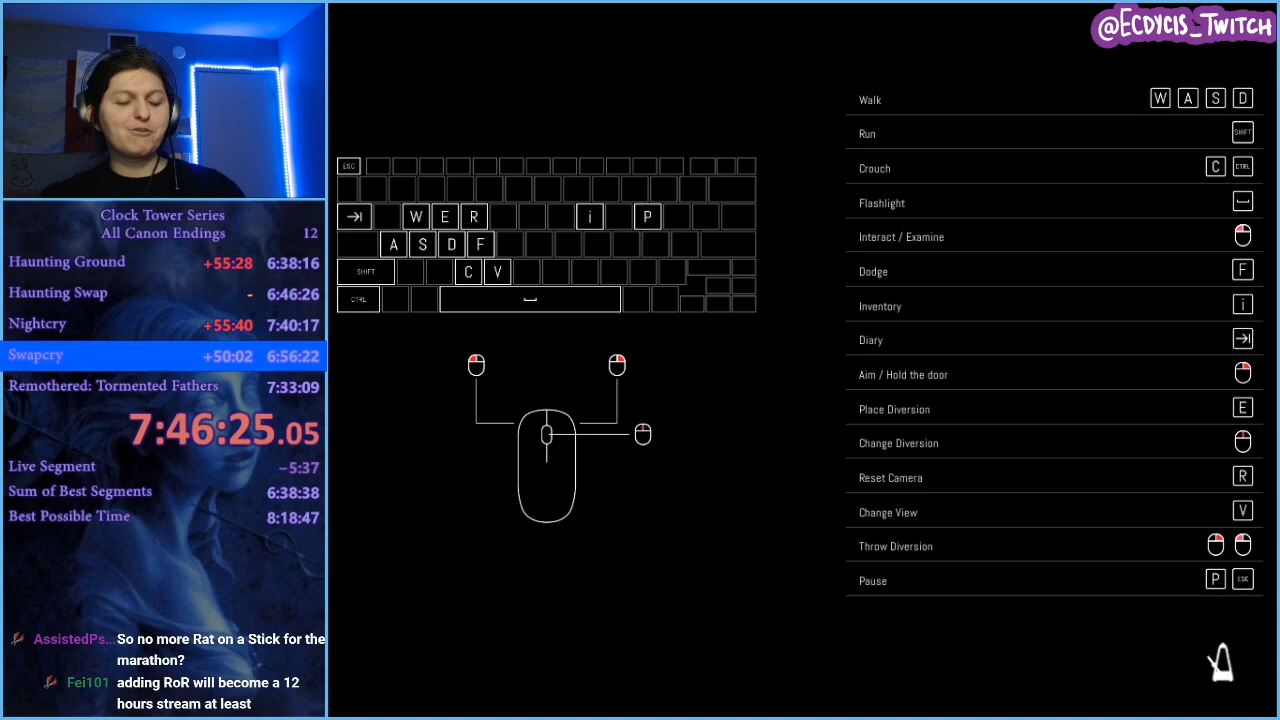 @ECDYCIS_TWITCH
Clock Tower Series
All Canon Endings 12
Haunting Ground +55:28 6:38:16
Haunting Swap - 6:46:26
Nightcry +55:40 7:40:17
Swapcry +50:02 6:56:22
Remothered: Tormented Fathers 7:33:09
7:46:25.05
Live Segment −5:37
Sum of Best Segments 6:38:38
Best Possible Time 8:18:47
AssistedPs... So no more Rat on a Stick for the
marathon?
Fei101 adding RoR will become a 12
hours stream at least
ESC
W E R i P
A S D F
SHIFT C V
CTRL
Walk W A S D
Run SHIFT
Crouch C CTRL
Flashlight
Interact / Examine
Dodge F
Inventory i
Diary
Aim / Hold the door
Place Diversion E
Change Diversion
Reset Camera R
Change View V
Throw Diversion
Pause P ESC